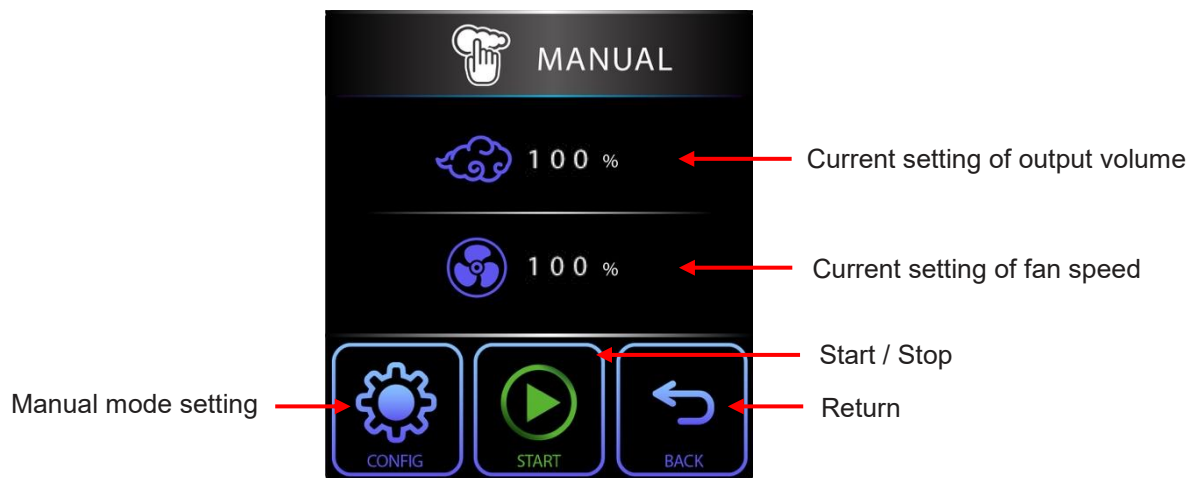 MANUAL
100 %
Current setting of output volume
100 %
Current setting of fan speed
Start / Stop
Manual mode setting
Return
CONFIG
START
BACK